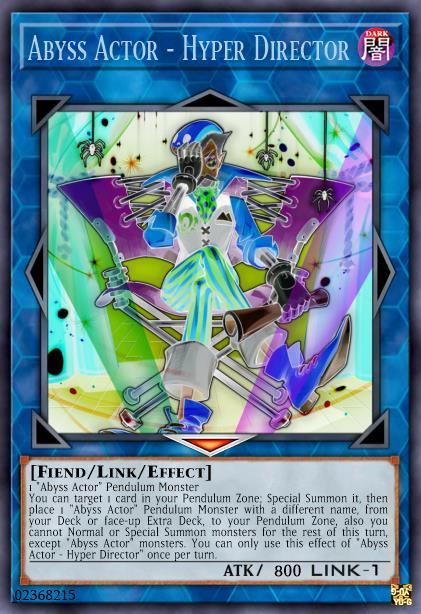 ABYSS ACTOR - HYPER DIRECTOR
DARK
闇
[FIEND/LINK/EFFECT]
1 "Abyss Actor" Pendulum Monster
You can target 1 card in your Pendulum Zone; Special Summon it, then
place 1 "Abyss Actor" Pendulum Monster with a different name, from
your Deck or face-up Extra Deck, to your Pendulum Zone, also you
cannot Normal or Special Summon monsters for the rest of this turn,
except "Abyss Actor" monsters. You can only use this effect of "Abyss
Actor - Hyper Director" once per turn.
ATK/ 800 LINK-1
02368215